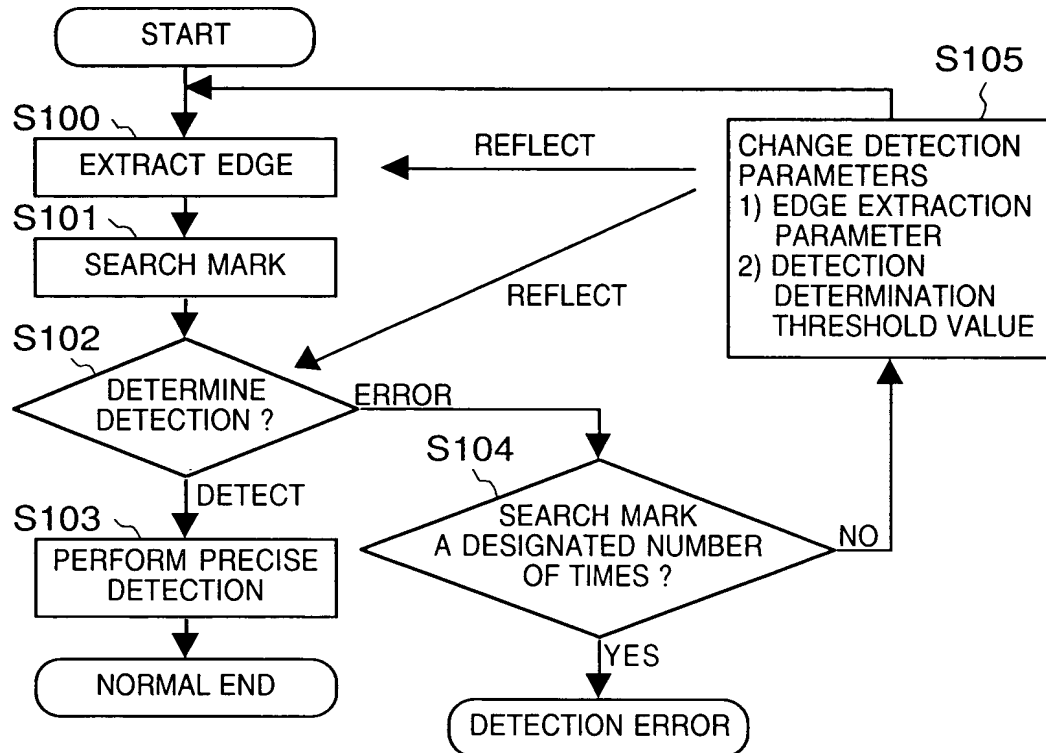 START
S105
S100
EXTRACT EDGE
REFLECT
CHANGE DETECTION
PARAMETERS
1) EDGE EXTRACTION
PARAMETER
2) DETECTION
DETERMINATION
THRESHOLD VALUE
S101
SEARCH MARK
REFLECT
S102
DETERMINE
DETECTION ?
ERROR
S104
SEARCH MARK
A DESIGNATED NUMBER
OF TIMES ?
NO
DETECT
S103
PERFORM PRECISE
DETECTION
YES
NORMAL END
DETECTION ERROR